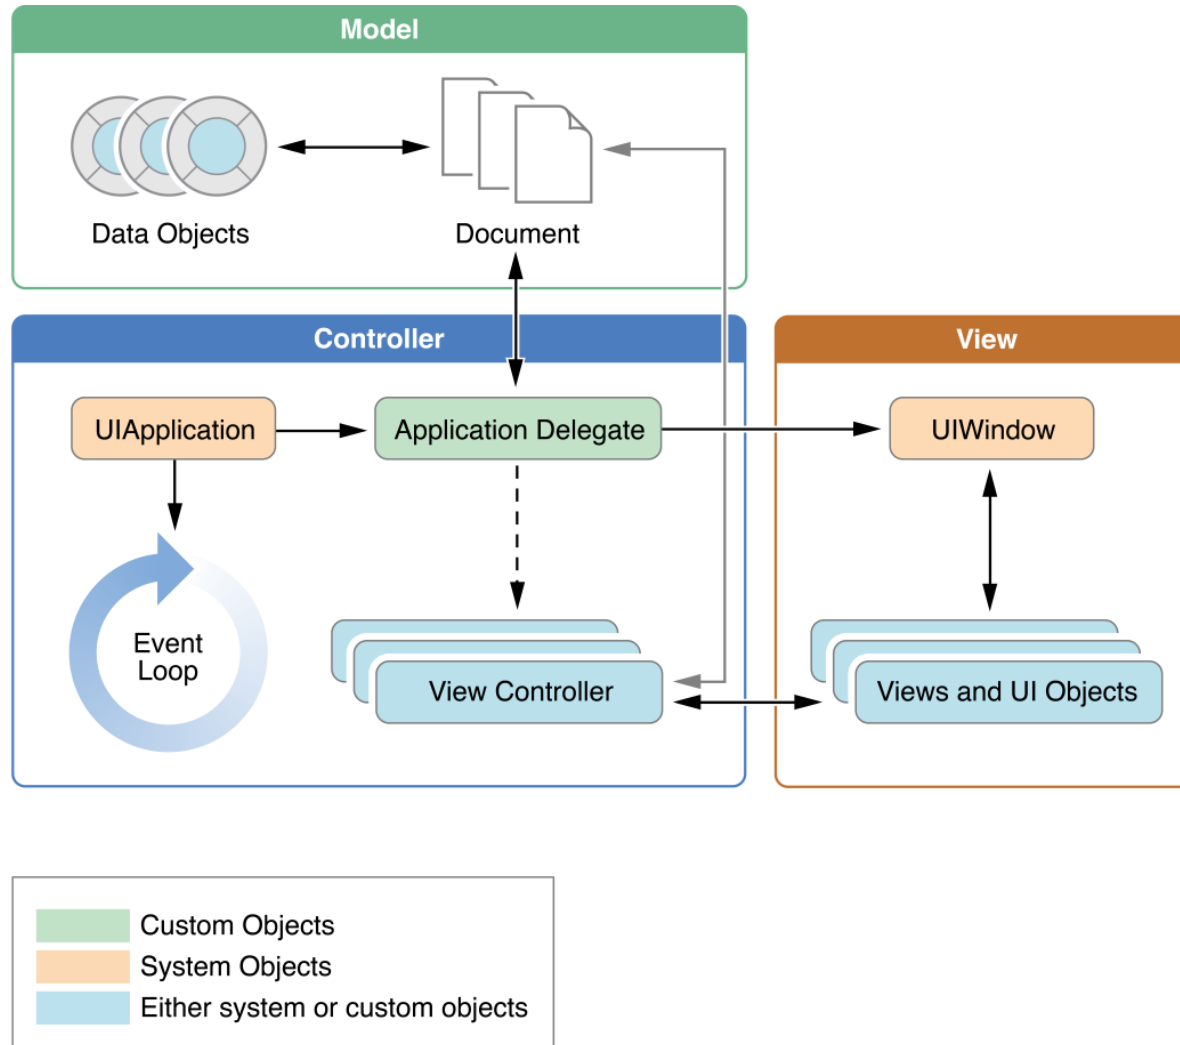 Model
Data Objects
Document
Controller
View
UIApplication
Application Delegate
UIWindow
Event
Loop
View Controller
Views and UI Objects
Custom Objects
System Objects
Either system or custom objects